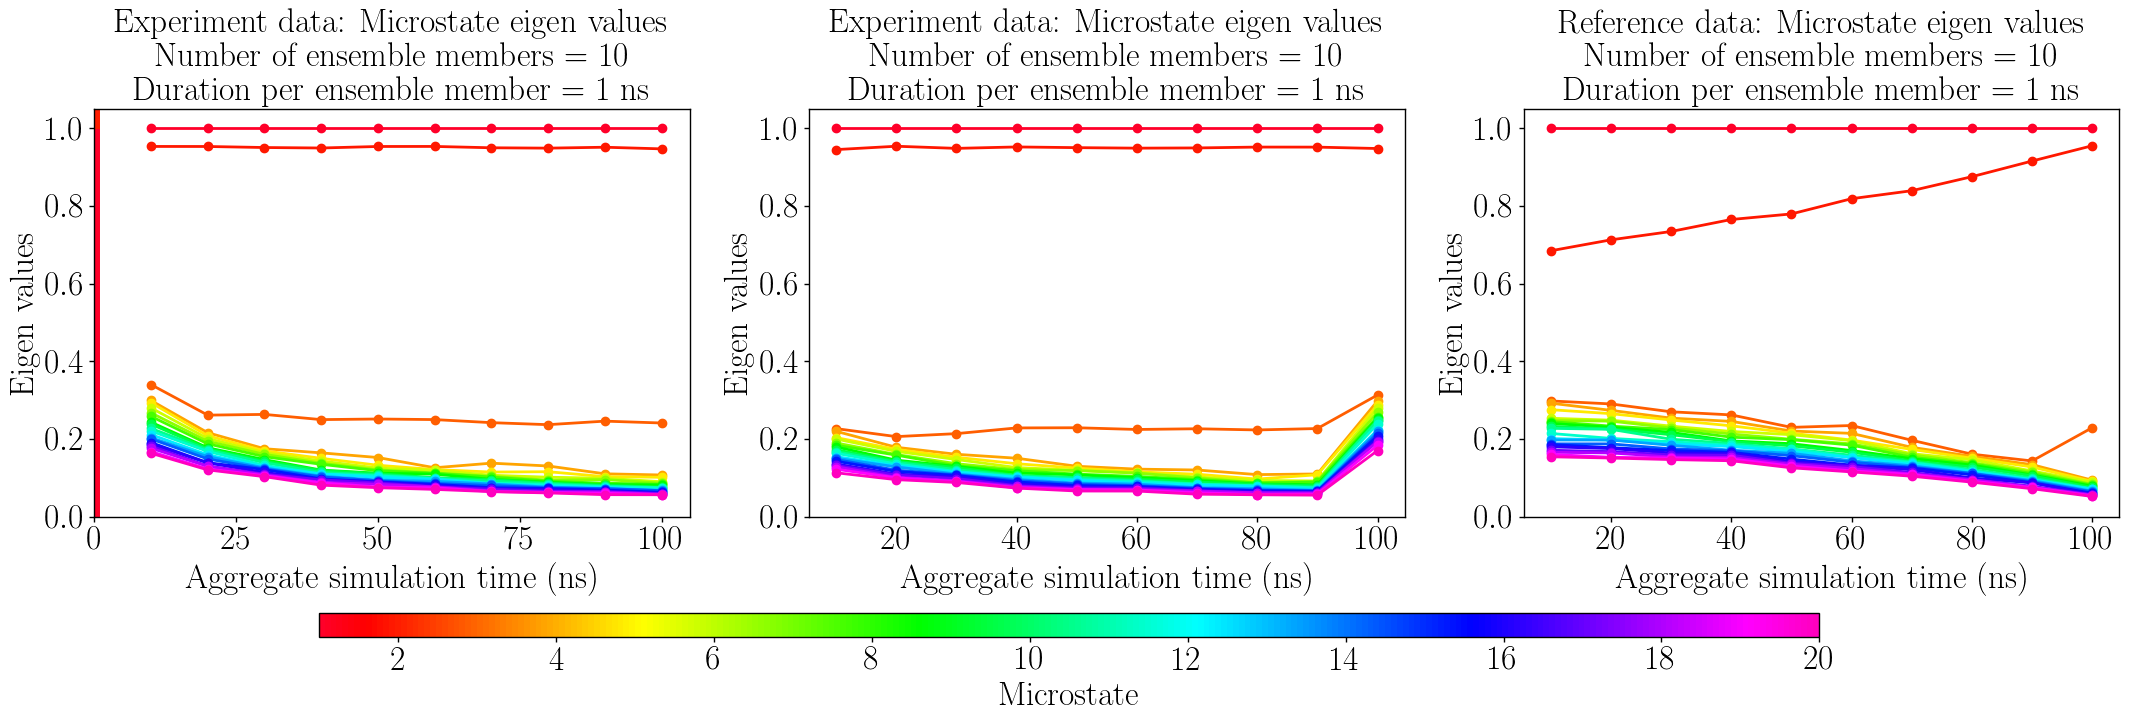 Experiment data: Microstate eigen values
Number of ensemble members = 10
Duration per ensemble member = 1 ns
Experiment data: Microstate eigen values
Number of ensemble members = 10
Duration per ensemble member = 1 ns
Reference data: Microstate eigen values
Number of ensemble members = 10
Duration per ensemble member = 1 ns
Eigen values
1.0
0.8
0.6
0.4
0.2
0.0
0 25 50 75 100
Aggregate simulation time (ns)
Eigen values
1.0
0.8
0.6
0.4
0.2
0.0
20 40 60 80 100
Aggregate simulation time (ns)
Eigen values
1.0
0.8
0.6
0.4
0.2
0.0
20 40 60 80 100
Aggregate simulation time (ns)
2 4 6 8 10 12 14 16 18 20
Microstate